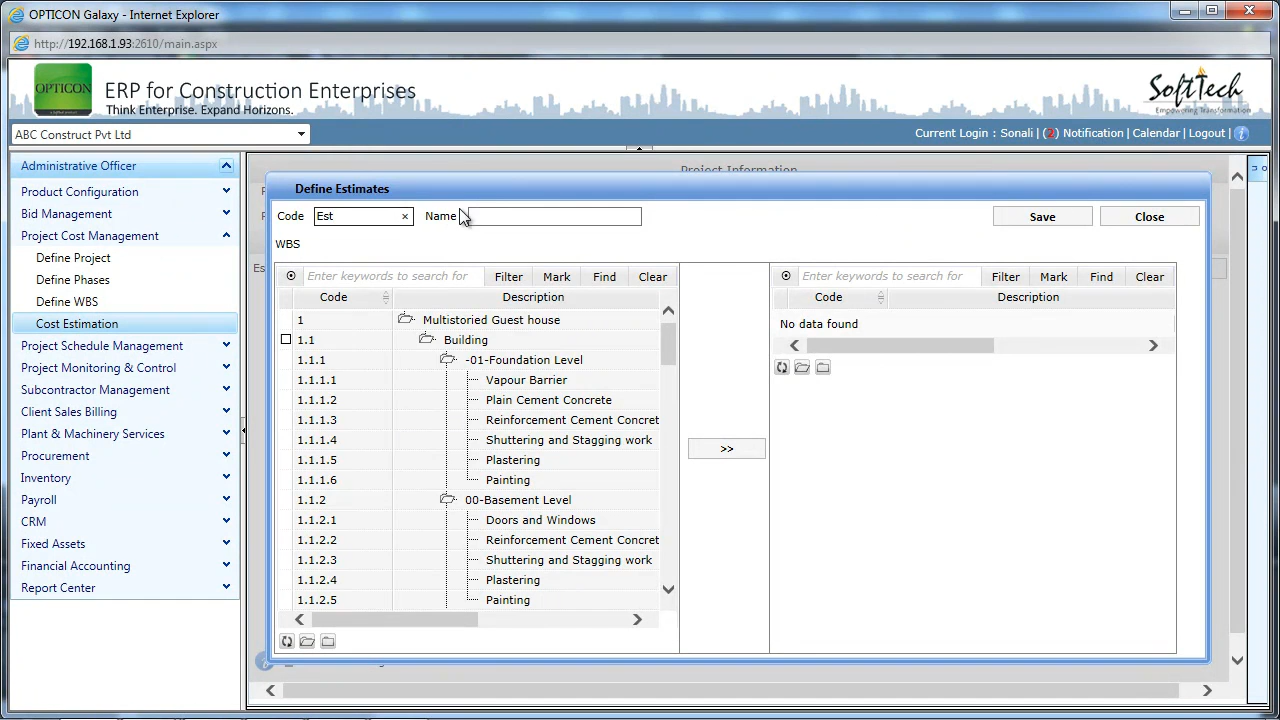 OPTICON Galaxy - Internet Explorer
http://192.168.1.93:2610/main.aspx
OPTICON
ERP for Construction Enterprises
Think Enterprise. Expand Horizons.
SoftTech
Empowering Transformation
ABC Construct Pvt Ltd
Current Login : Sonali | (2) Notification | Calendar | Logout |
Administrative Officer
Product Configuration
Bid Management
Project Cost Management
Define Project
Define Phases
Define WBS
Cost Estimation
Project Schedule Management
Project Monitoring & Control
Subcontractor Management
Client Sales Billing
Plant & Machinery Services
Procurement
Inventory
Payroll
CRM
Fixed Assets
Financial Accounting
Report Center
Project Information
Define Estimates
Code Est × Name Save Close
WBS
Es
Enter keywords to search for Filter Mark Find Clear
Code Description
1 Multistoried Guest house
1.1 Building
1.1.1 -01-Foundation Level
1.1.1.1 Vapour Barrier
1.1.1.2 Plain Cement Concrete
1.1.1.3 Reinforcement Cement Concret
1.1.1.4 Shuttering and Stagging work
1.1.1.5 Plastering
1.1.1.6 Painting
1.1.2 00-Basement Level
1.1.2.1 Doors and Windows
1.1.2.2 Reinforcement Cement Concret
1.1.2.3 Shuttering and Stagging work
1.1.2.4 Plastering
1.1.2.5 Painting
>>
Enter keywords to search for Filter Mark Find Clear
Code Description
No data found